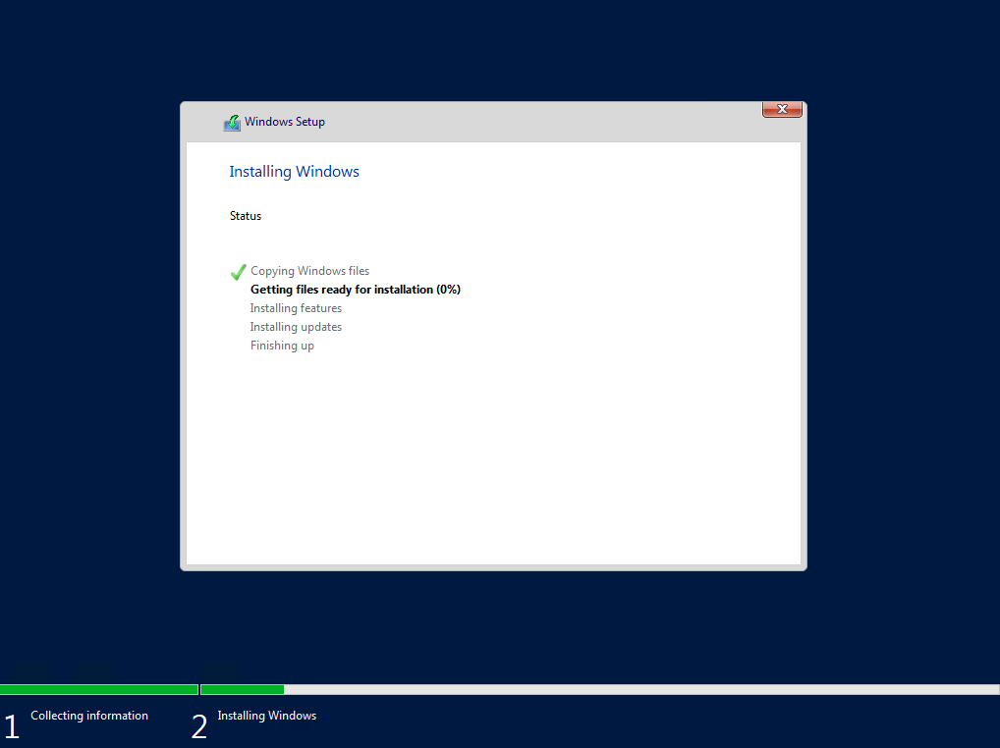 Windows Setup
Installing Windows
Status
Copying Windows files
Getting files ready for installation (0%)
Installing features
Installing updates
Finishing up
1 Collecting information
2 Installing Windows